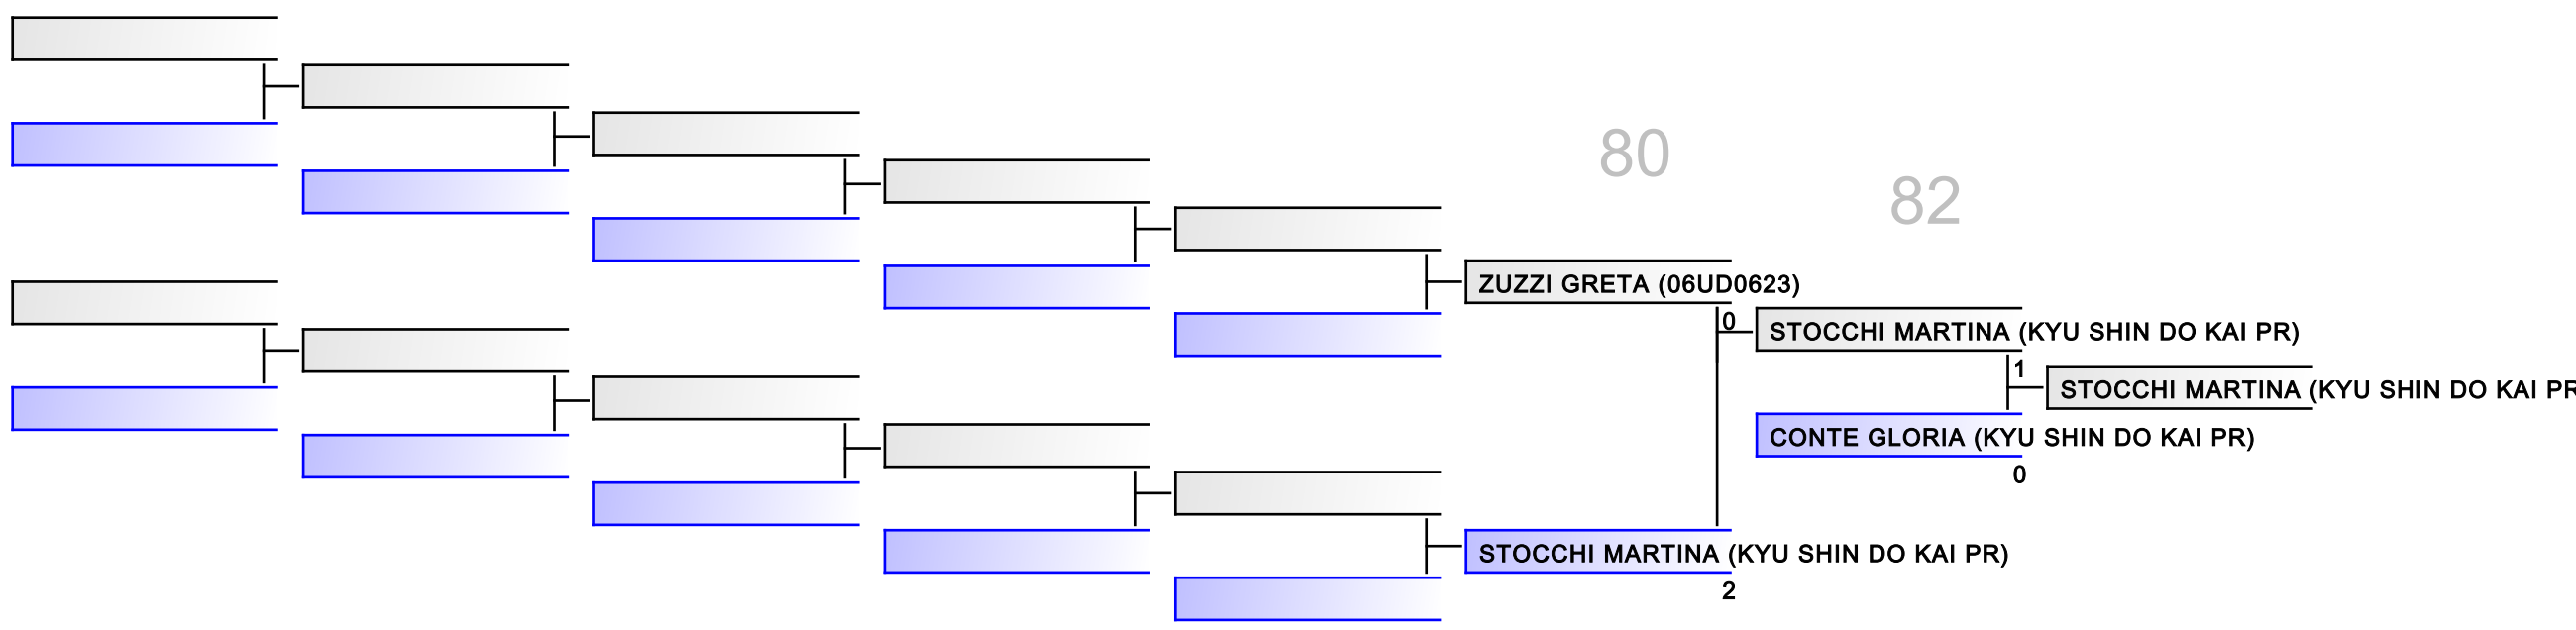 80
82
ZUZZI GRETA (06UD0623)
0
STOCCHI MARTINA (KYU SHIN DO KAI PR)
1
STOCCHI MARTINA (KYU SHIN DO KAI PR
CONTE GLORIA (KYU SHIN DO KAI PR)
0
STOCCHI MARTINA (KYU SHIN DO KAI PR)
2